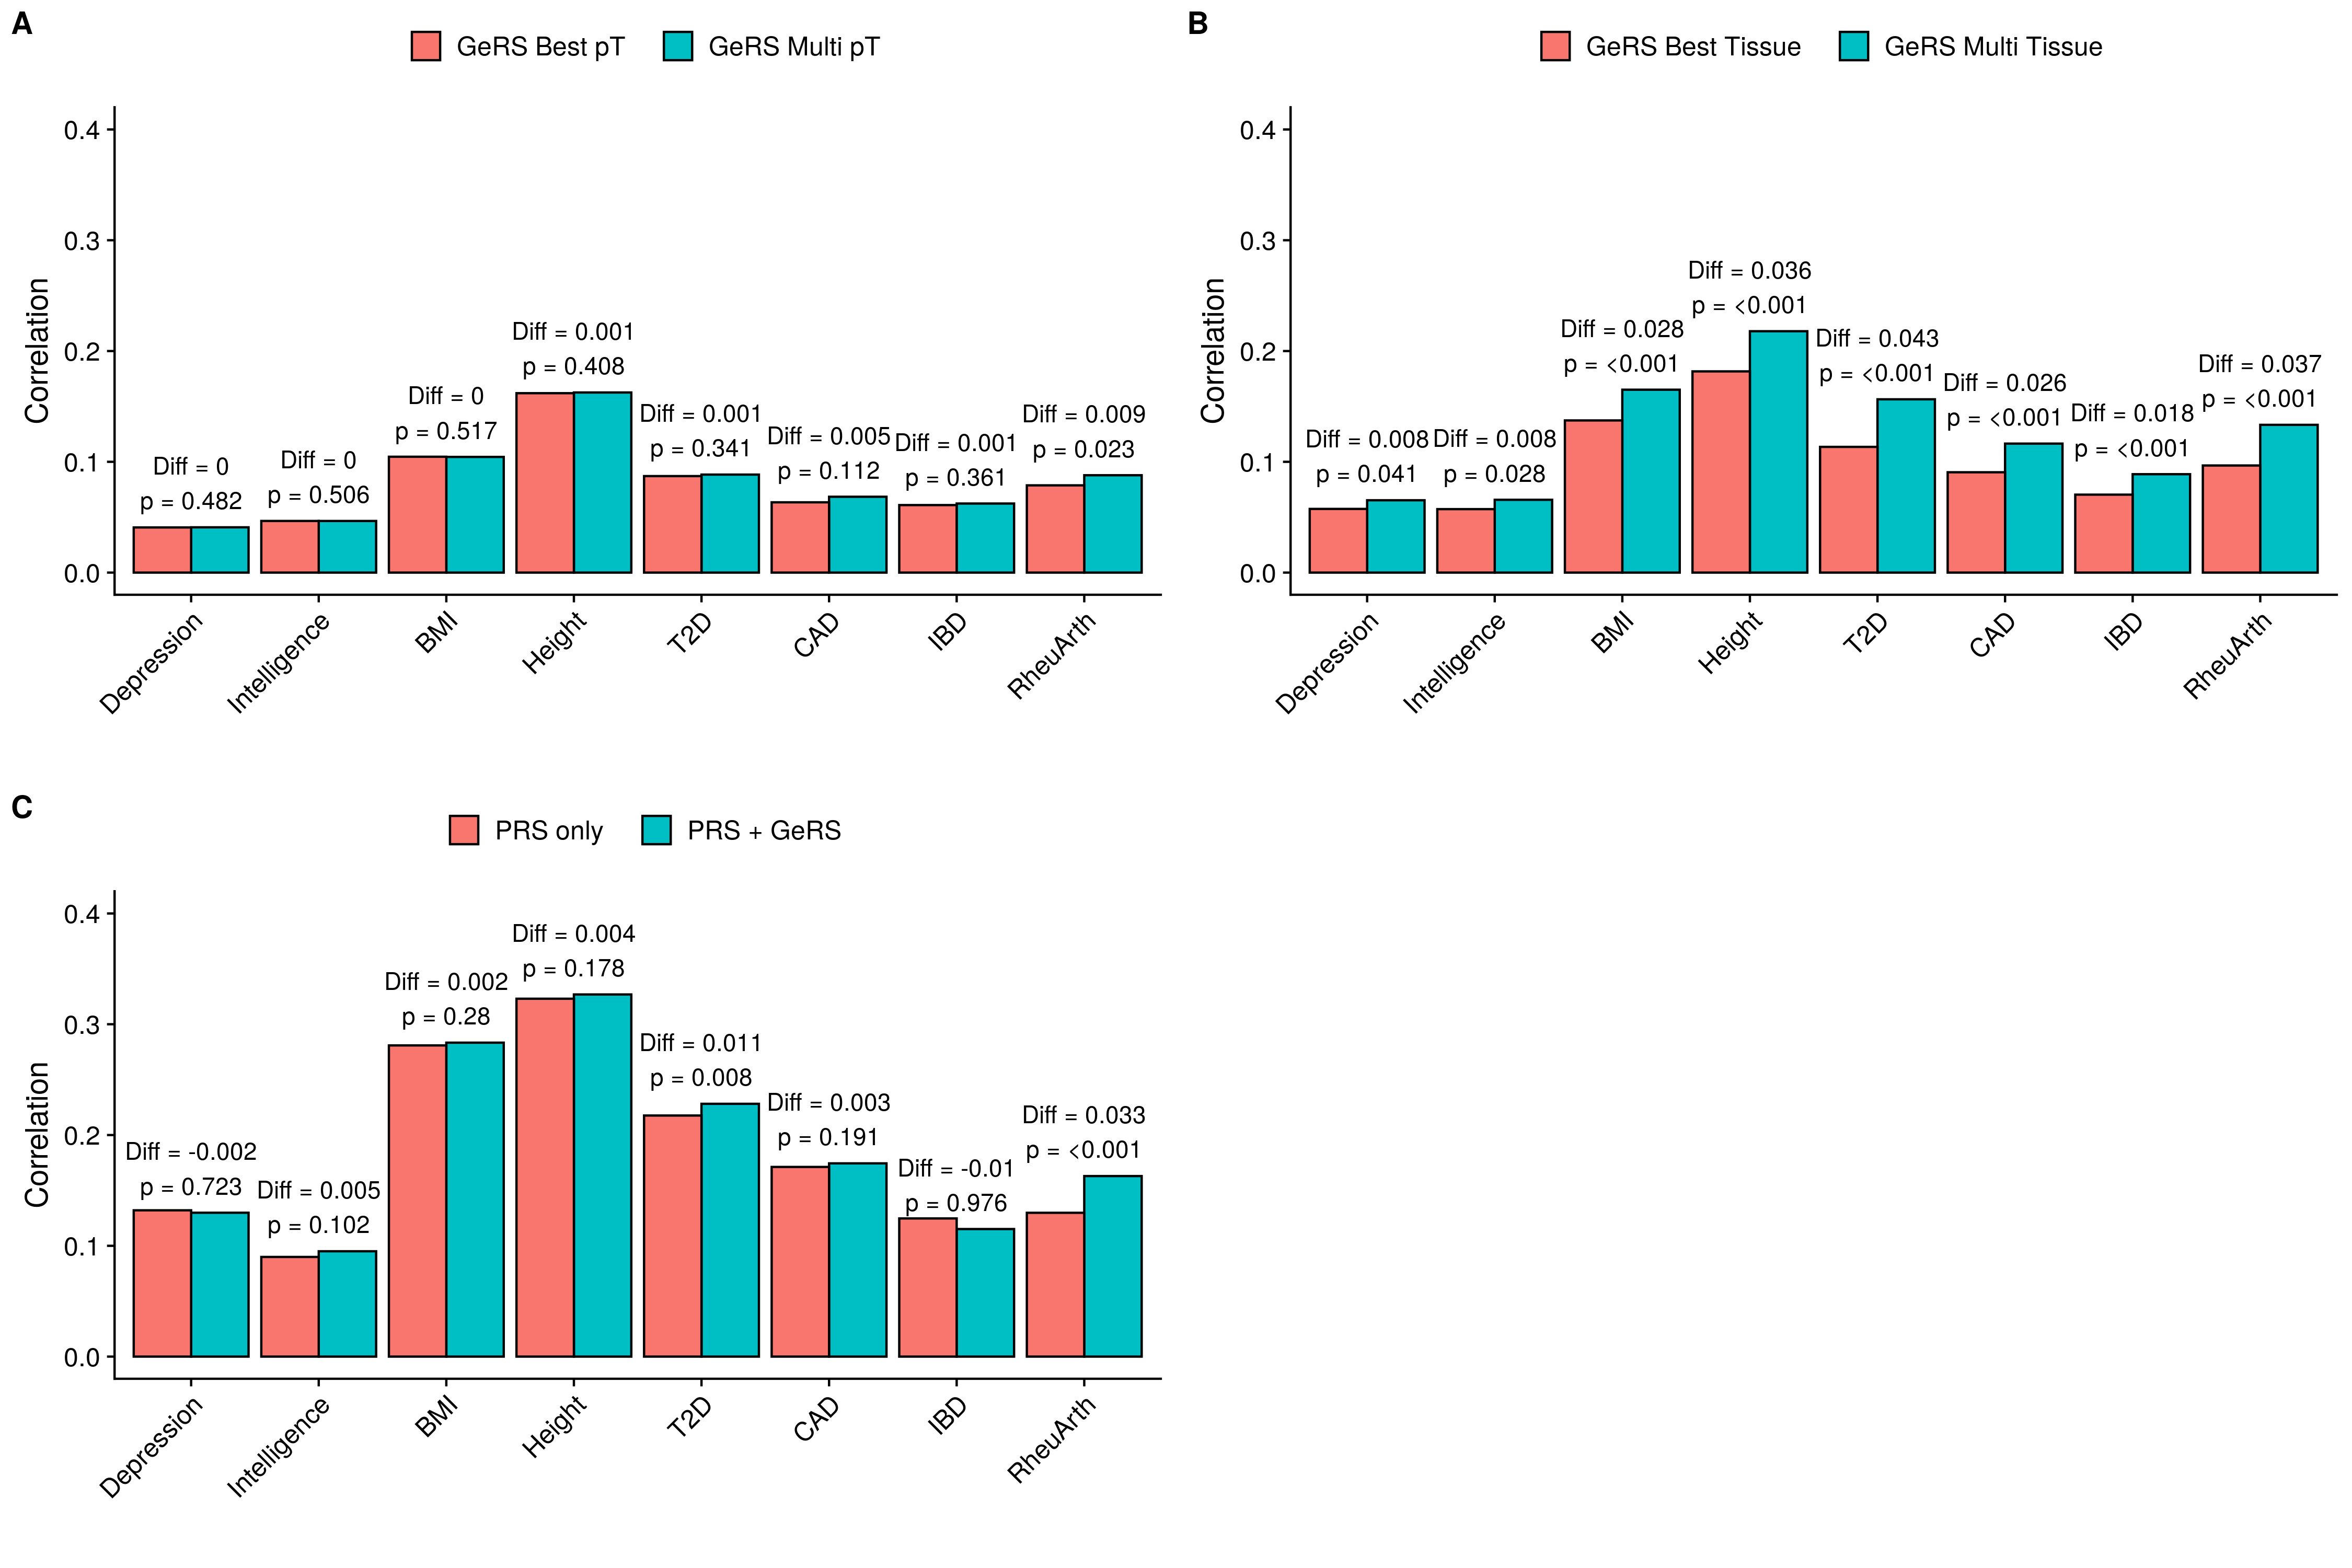 A
GeRS Best pT
GeRS Multi pT
Correlation
0.4
0.3
0.2
0.1
0.0
Diff = 0
p = 0.482
Diff = 0
p = 0.506
Diff = 0
p = 0.517
Diff = 0.001
p = 0.408
Diff = 0.001
p = 0.341
Diff = 0.005
p = 0.112
Diff = 0.001
p = 0.361
Diff = 0.009
p = 0.023
Depression
Intelligence
BMI
Height
T2D
CAD
IBD
RheuArth
B
GeRS Best Tissue
GeRS Multi Tissue
Correlation
0.4
0.3
0.2
0.1
0.0
Diff = 0.008
p = 0.041
Diff = 0.008
p = 0.028
Diff = 0.028
p = <0.001
Diff = 0.036
p = <0.001
Diff = 0.043
p = <0.001
Diff = 0.026
p = <0.001
Diff = 0.018
p = <0.001
Diff = 0.037
p = <0.001
Depression
Intelligence
BMI
Height
T2D
CAD
IBD
RheuArth
C
PRS only
PRS + GeRS
Correlation
0.4
0.3
0.2
0.1
0.0
Diff = -0.002
p = 0.723
Diff = 0.005
p = 0.102
Diff = 0.002
p = 0.28
Diff = 0.004
p = 0.178
Diff = 0.011
p = 0.008
Diff = 0.003
p = 0.191
Diff = -0.01
p = 0.976
Diff = 0.033
p = <0.001
Depression
Intelligence
BMI
Height
T2D
CAD
IBD
RheuArth